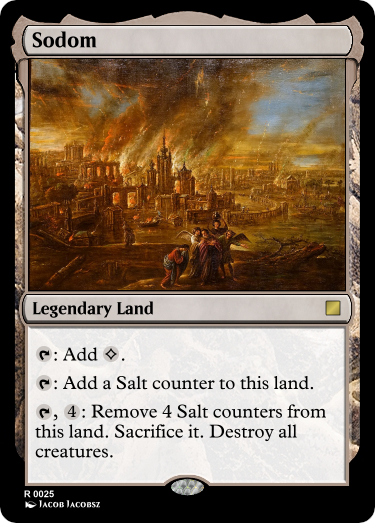 Sodom
Legendary Land
: Add .
: Add a Salt counter to this land.
, 4: Remove 4 Salt counters from
this land. Sacrifice it. Destroy all
creatures.
R 0025
Jacob Jacobsz